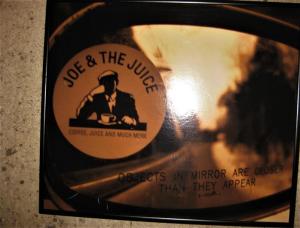 JOE & THE JUICE
COFFEE, JUICE AND MUCH MORE
OBJECTS IN MIRROR ARE CLOSER
THAN THEY APPEAR